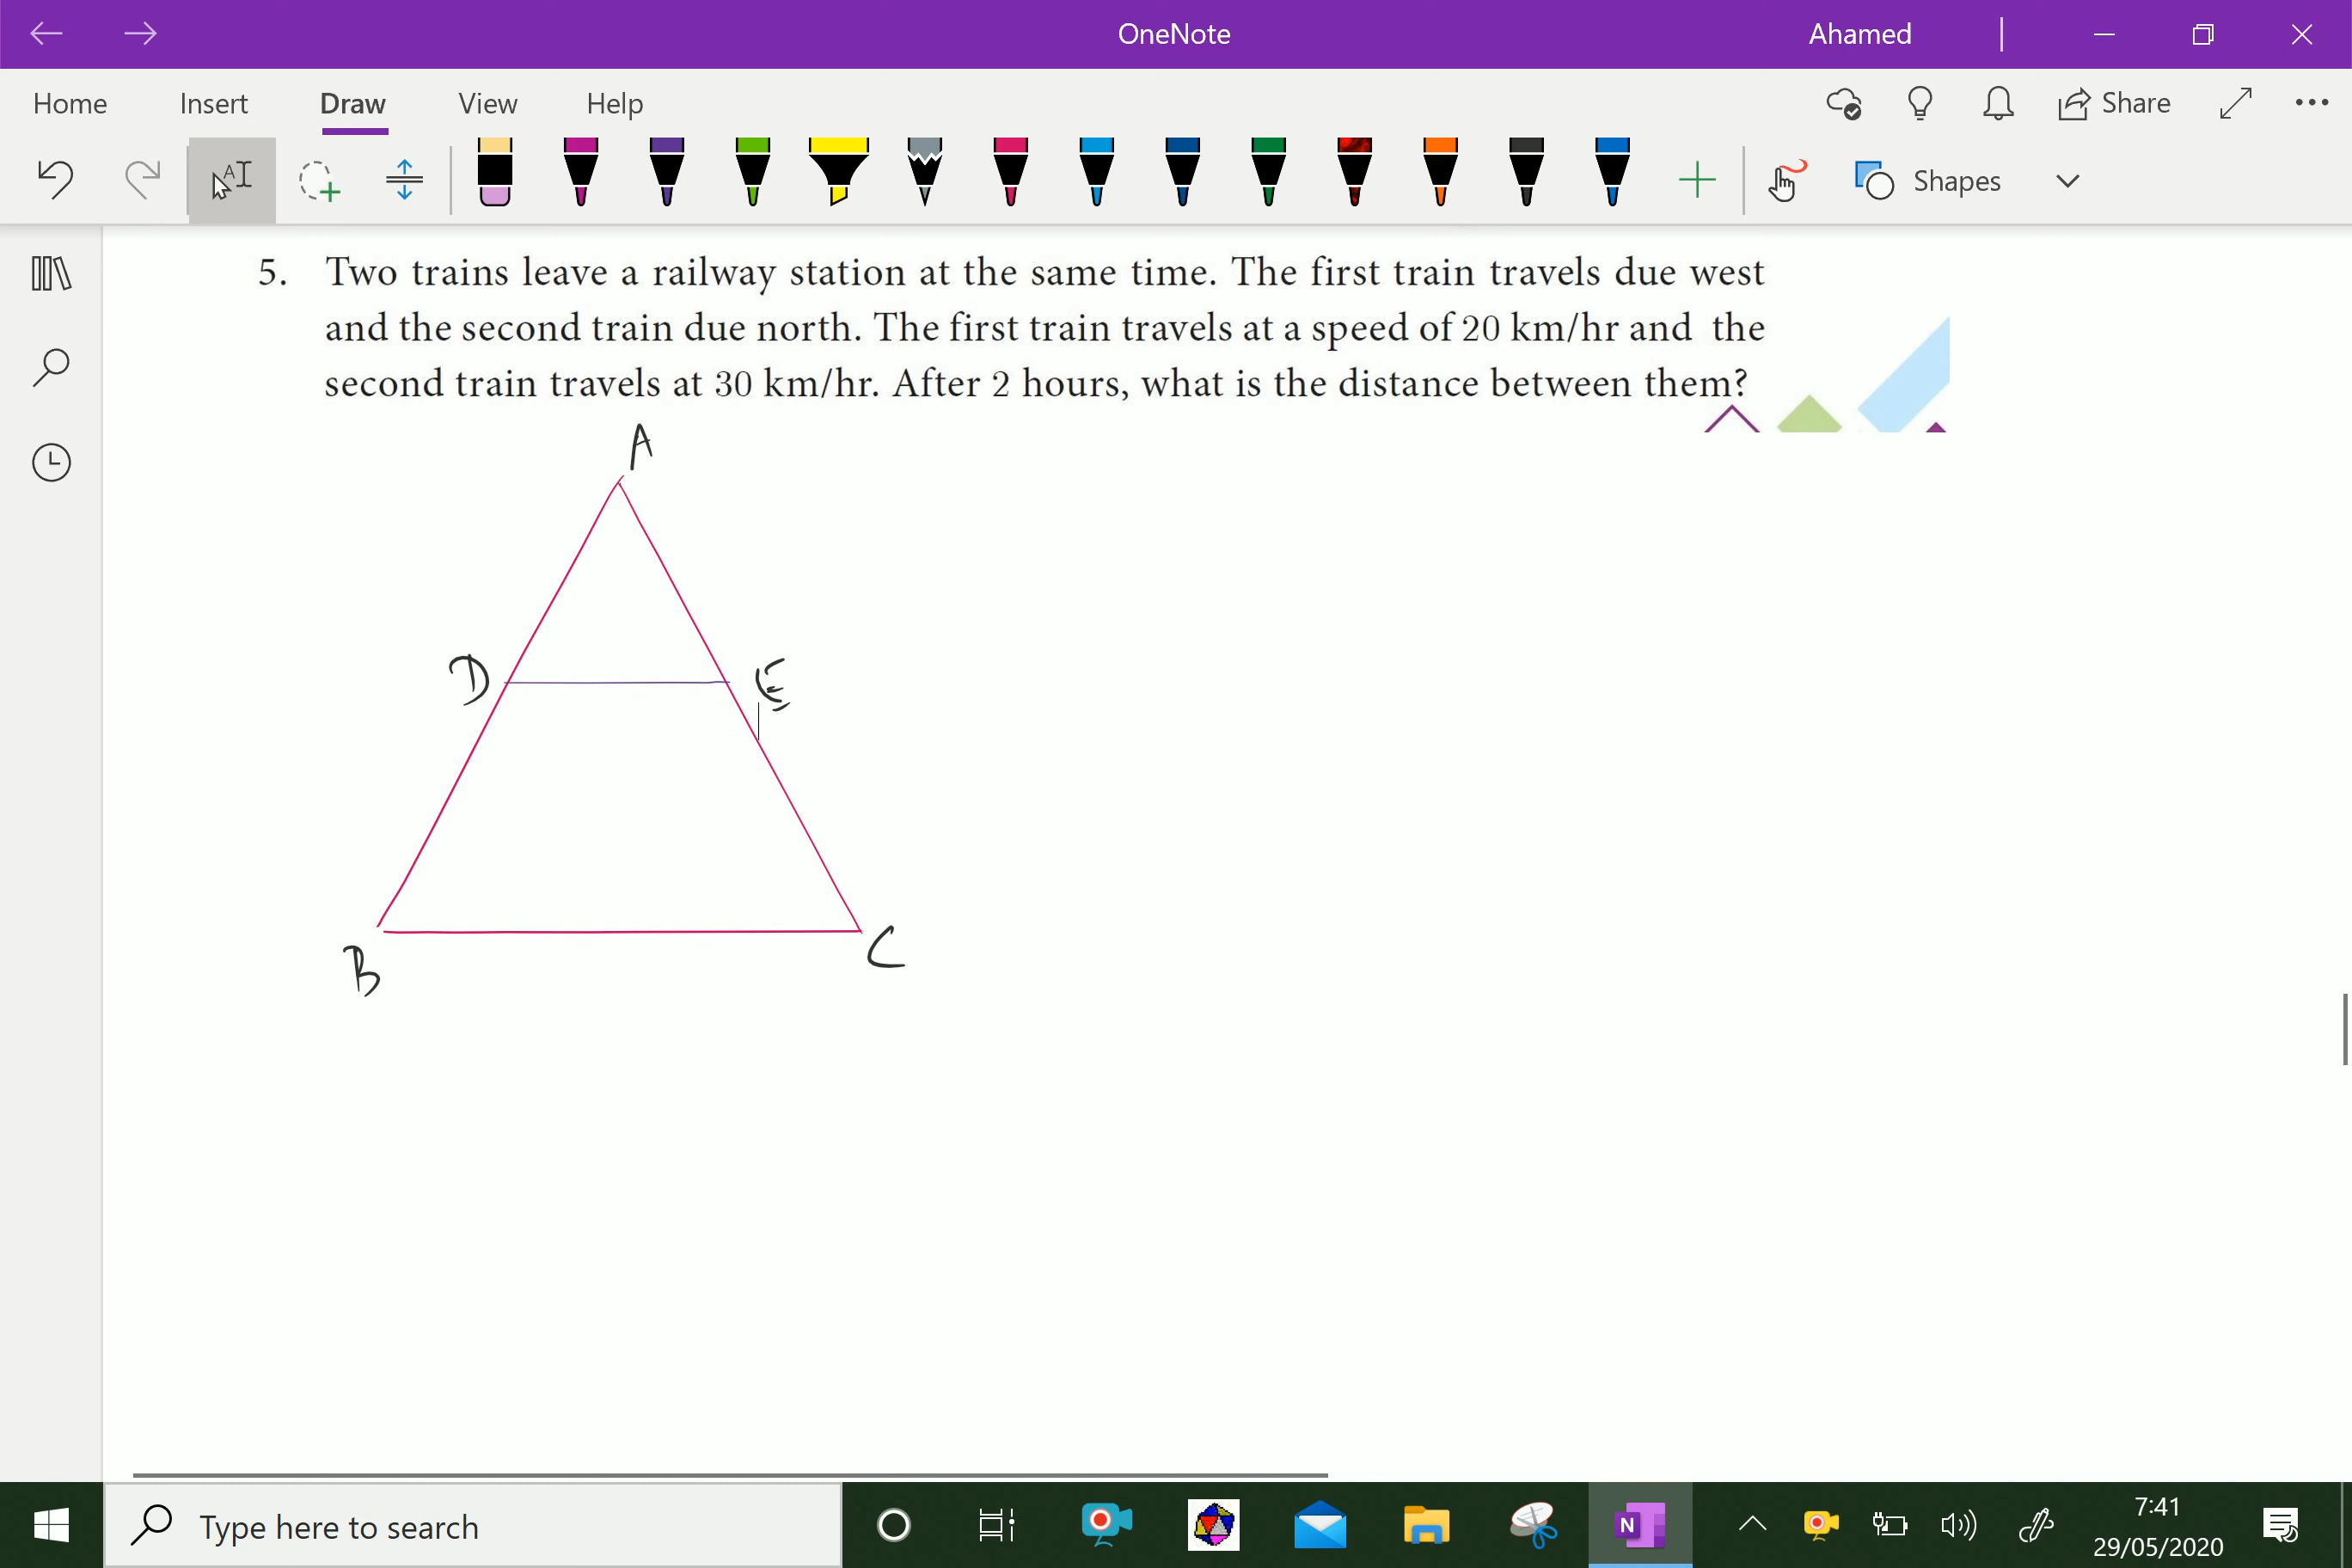 OneNote
Ahamed
Home Insert Draw View Help
Share
Shapes
5. Two trains leave a railway station at the same time. The first train travels due west
and the second train due north. The first train travels at a speed of 20 km/hr and the
second train travels at 30 km/hr. After 2 hours, what is the distance between them?
A
D E
B C
Type here to search
N
7:41
29/05/2020